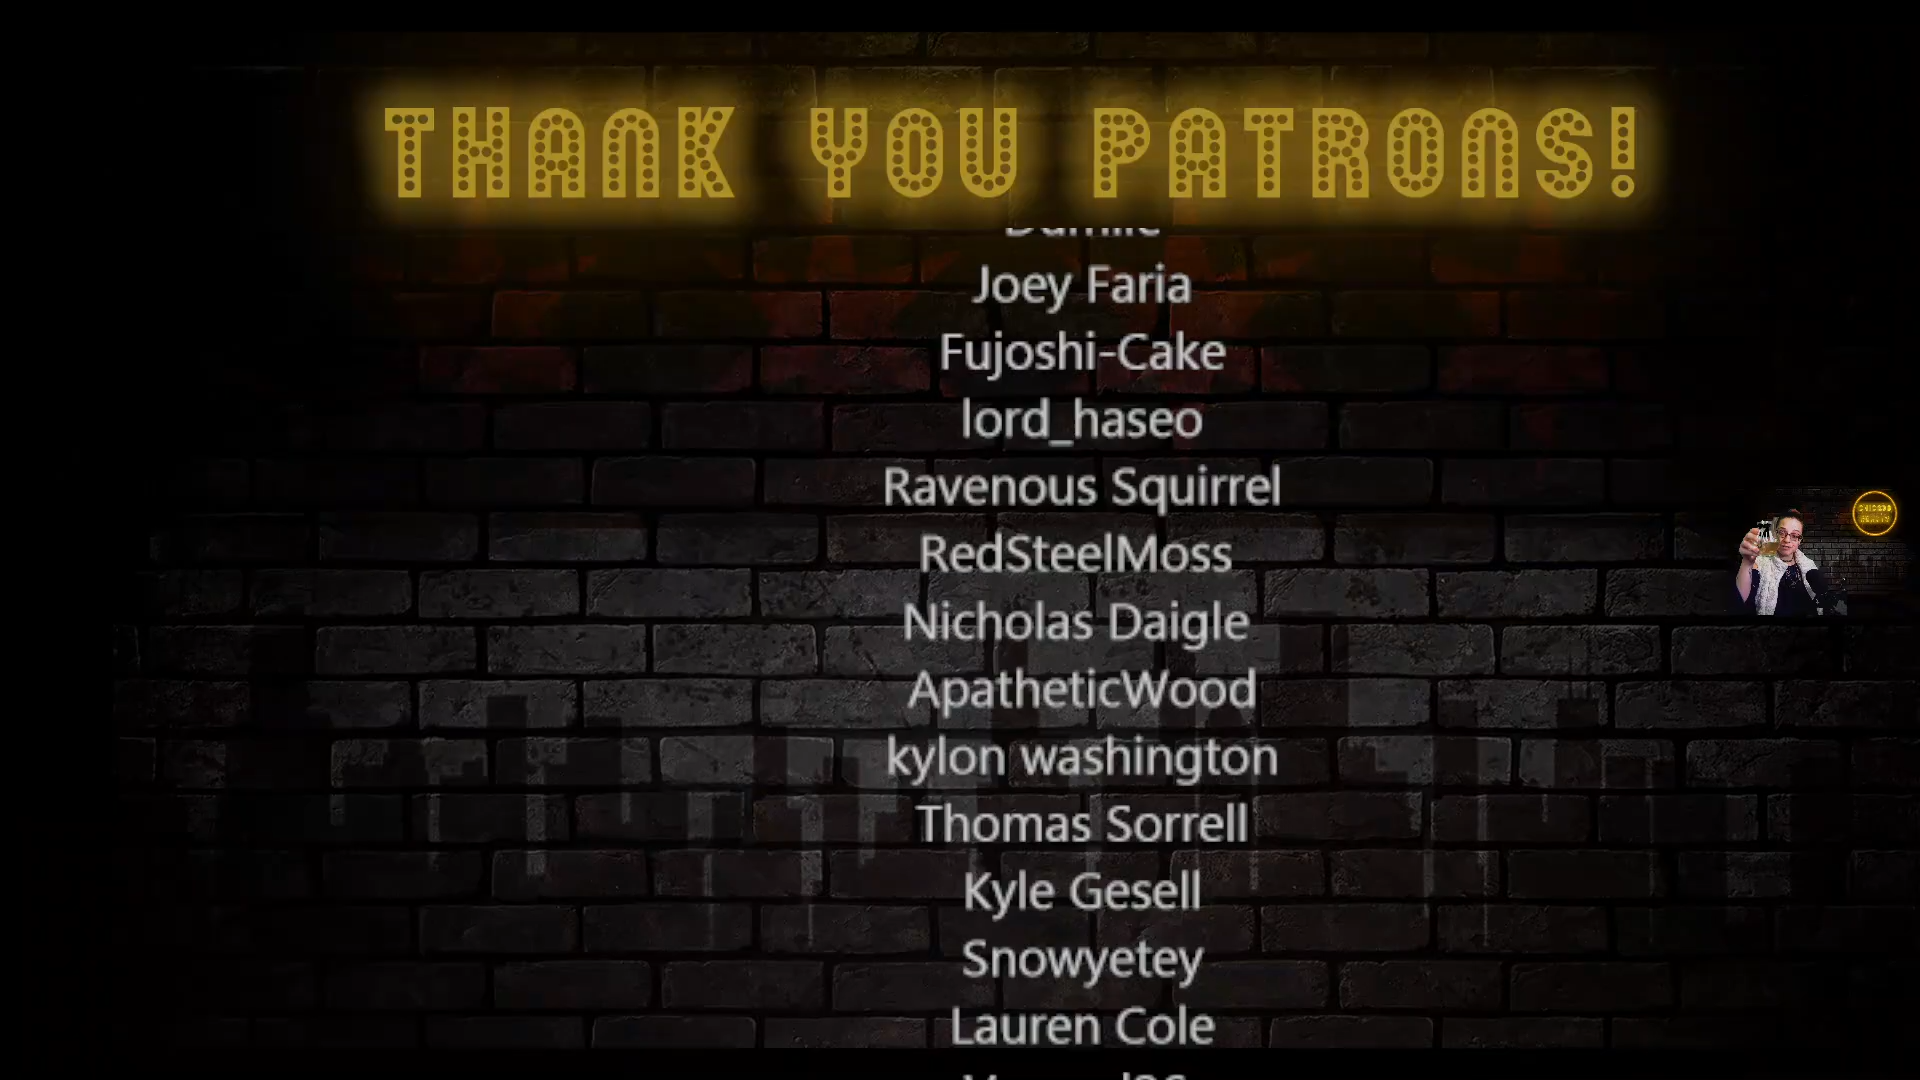 THANK YOU PATRONS!
Joey Faria
Fujoshi-Cake
lord_haseo
Ravenous Squirrel
RedSteelMoss
Nicholas Daigle
ApatheticWood
kylon washington
Thomas Sorrell
Kyle Gesell
Snowyetey
Lauren Cole